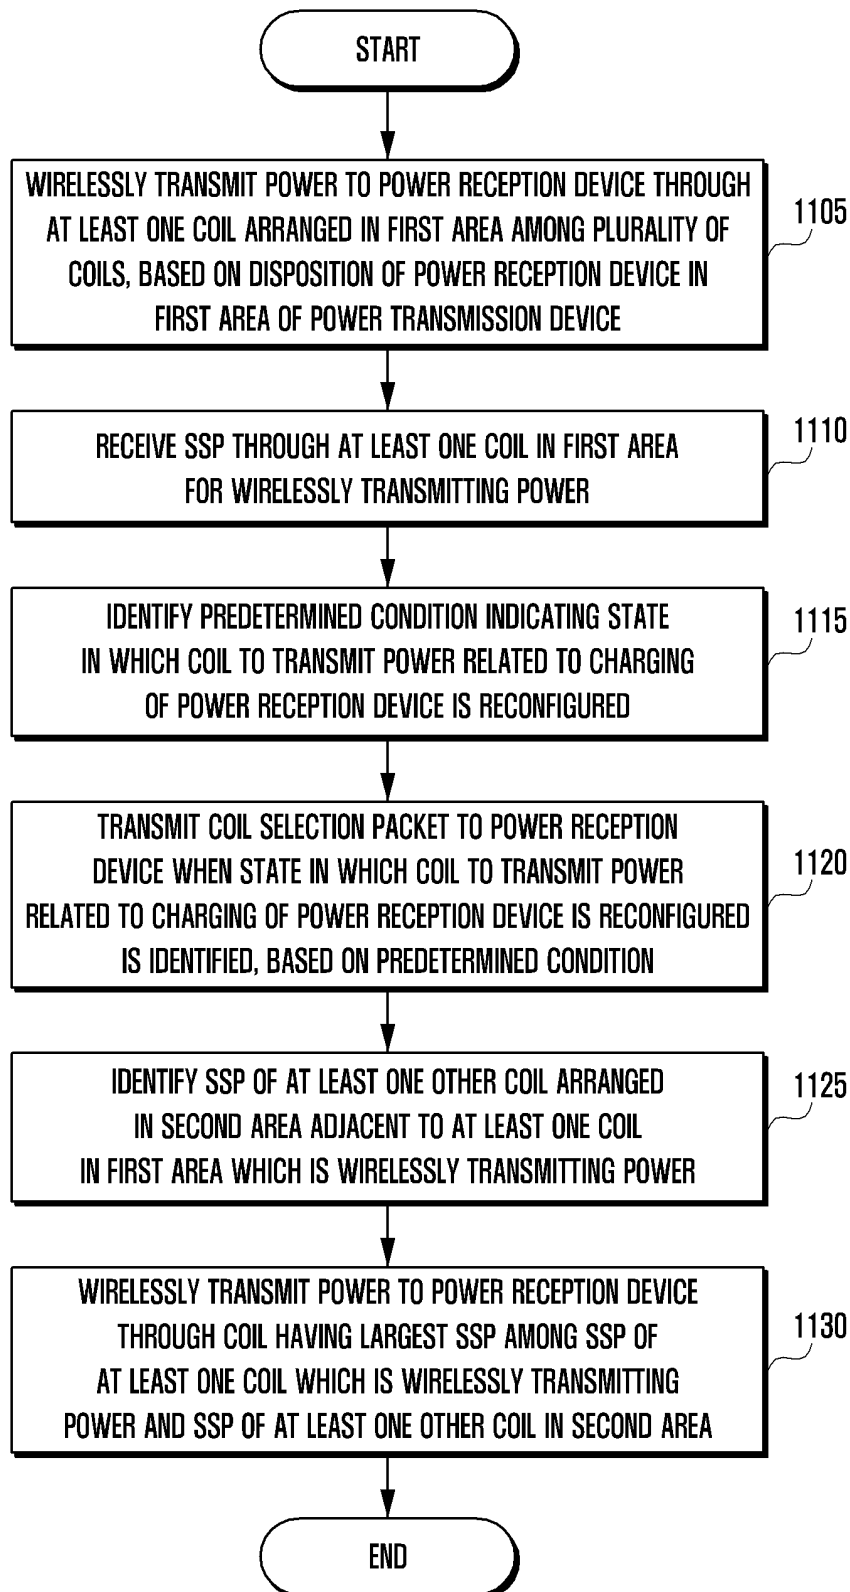 START
WIRELESSLY TRANSMIT POWER TO POWER RECEPTION DEVICE THROUGH
AT LEAST ONE COIL ARRANGED IN FIRST AREA AMONG PLURALITY OF
COILS, BASED ON DISPOSITION OF POWER RECEPTION DEVICE IN
FIRST AREA OF POWER TRANSMISSION DEVICE
1105
RECEIVE SSP THROUGH AT LEAST ONE COIL IN FIRST AREA
FOR WIRELESSLY TRANSMITTING POWER
1110
IDENTIFY PREDETERMINED CONDITION INDICATING STATE
IN WHICH COIL TO TRANSMIT POWER RELATED TO CHARGING
OF POWER RECEPTION DEVICE IS RECONFIGURED
1115
TRANSMIT COIL SELECTION PACKET TO POWER RECEPTION
DEVICE WHEN STATE IN WHICH COIL TO TRANSMIT POWER
RELATED TO CHARGING OF POWER RECEPTION DEVICE IS RECONFIGURED
IS IDENTIFIED, BASED ON PREDETERMINED CONDITION
1120
IDENTIFY SSP OF AT LEAST ONE OTHER COIL ARRANGED
IN SECOND AREA ADJACENT TO AT LEAST ONE COIL
IN FIRST AREA WHICH IS WIRELESSLY TRANSMITTING POWER
1125
WIRELESSLY TRANSMIT POWER TO POWER RECEPTION DEVICE
THROUGH COIL HAVING LARGEST SSP AMONG SSP OF
AT LEAST ONE COIL WHICH IS WIRELESSLY TRANSMITTING
POWER AND SSP OF AT LEAST ONE OTHER COIL IN SECOND AREA
1130
END